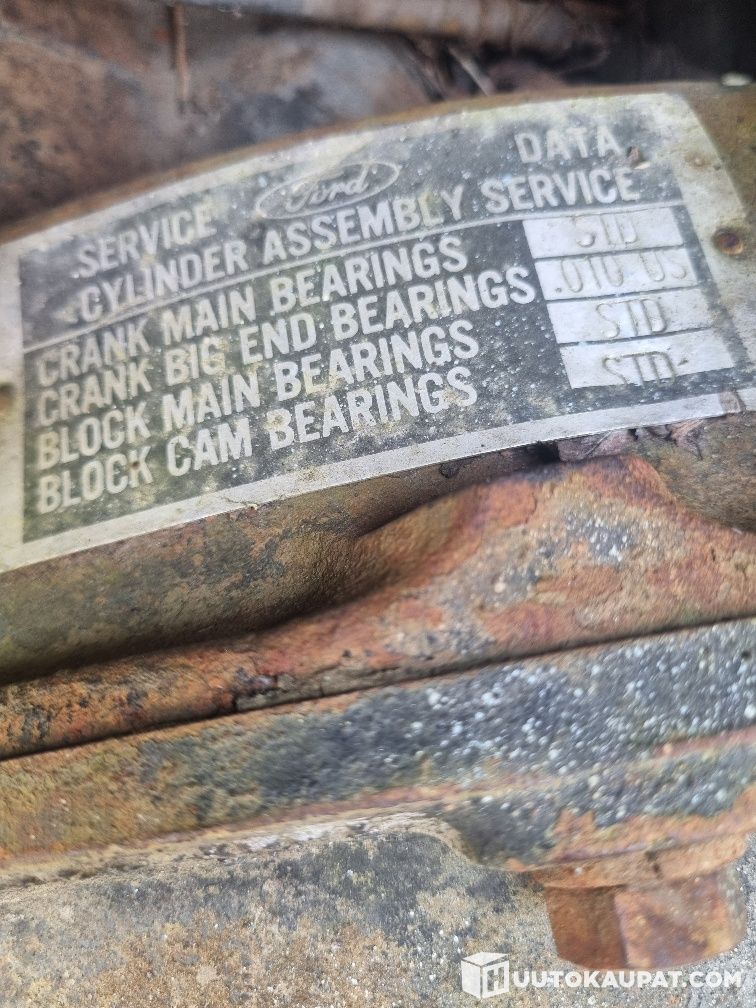 SERVICE Ford DATA
CYLINDER ASSEMBLY SERVICE
CRANK MAIN BEARINGS STD
CRANK BIG END BEARINGS .010 US
BLOCK MAIN BEARINGS STD
BLOCK CAM BEARINGS STD
HUUTOKAUPAT.COM